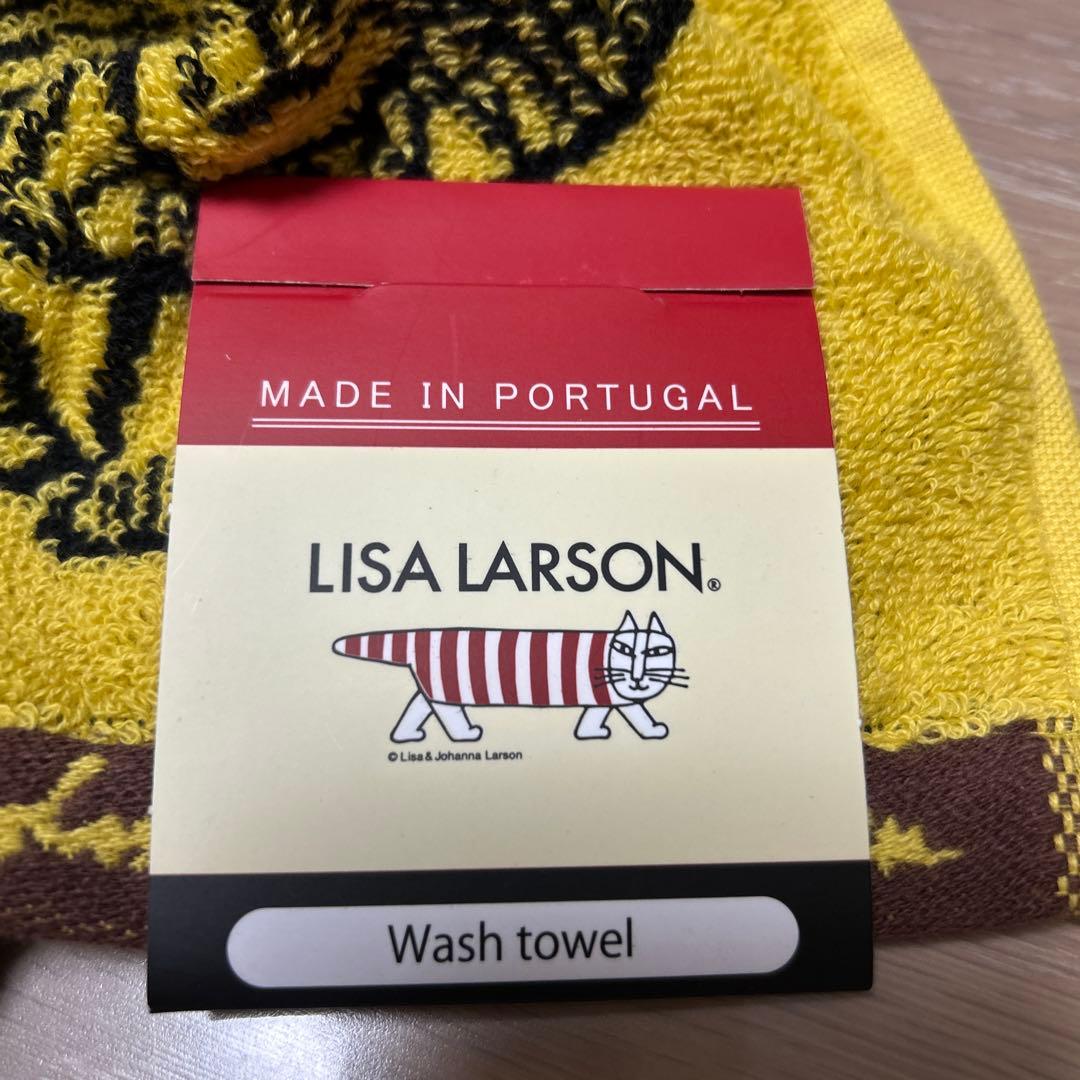 MADE IN PORTUGAL
LISA LARSON®
© Lisa & Johanna Larson
Wash towel